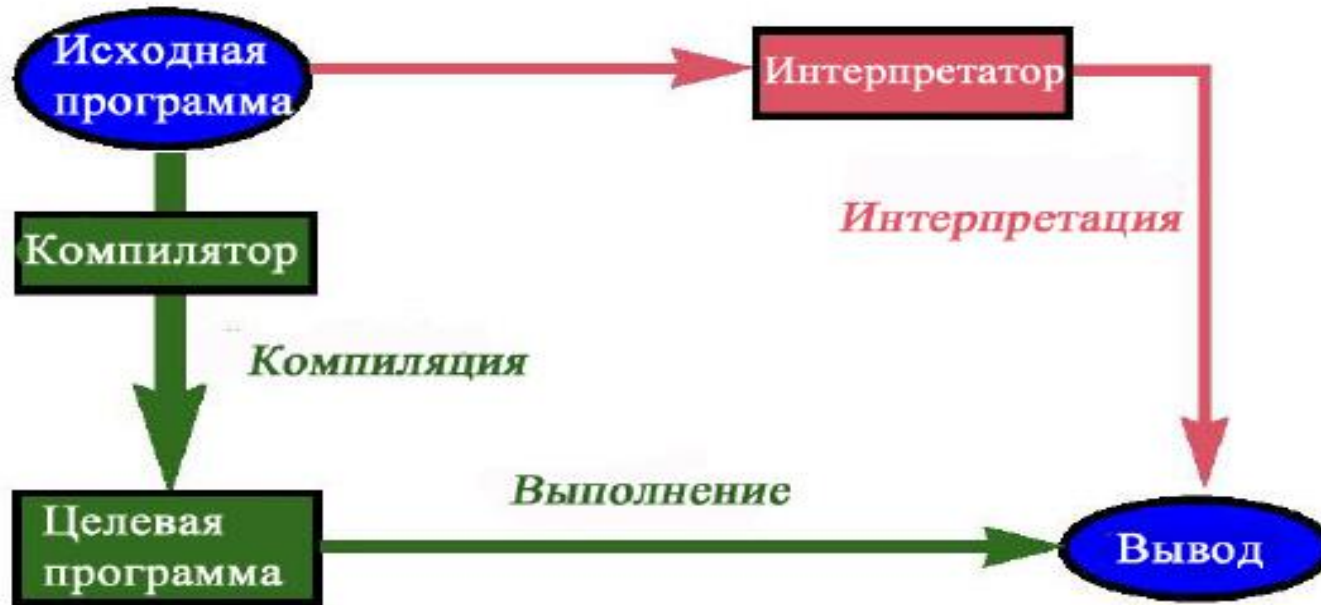 Исходная
программа
Интерпретатор
Интерпретация
Компилятор
Компиляция
Выполнение
Целевая
программа
Вывод